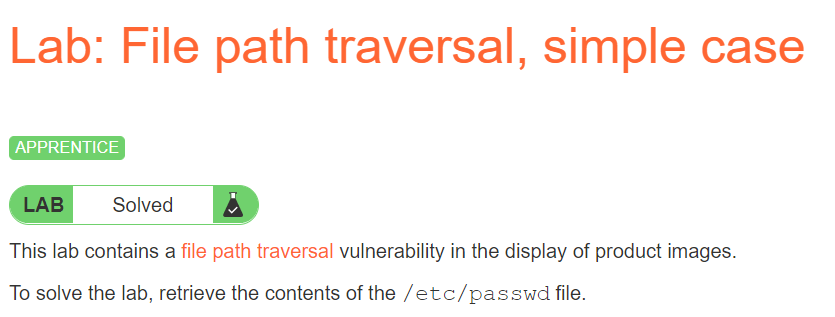 Lab: File path traversal, simple case
APPRENTICE
LAB Solved
This lab contains a file path traversal vulnerability in the display of product images.
To solve the lab, retrieve the contents of the /etc/passwd file.